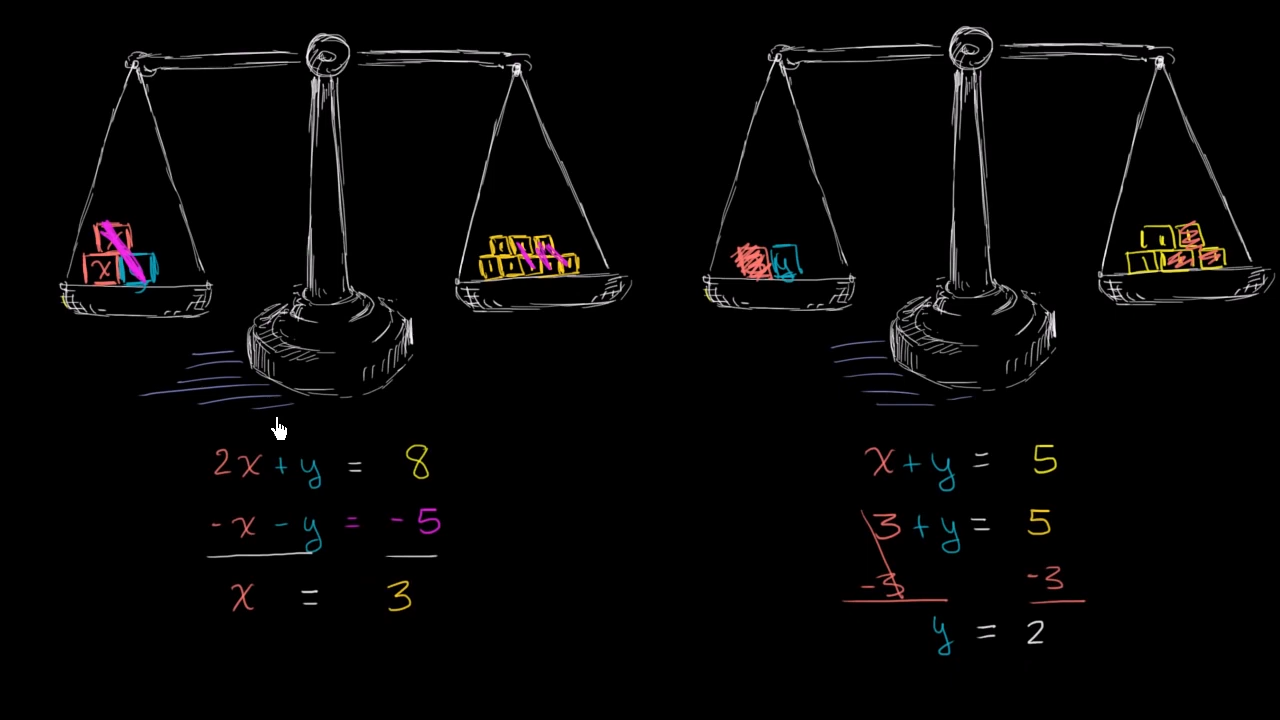 x
x
y
2x + y = 8
-x - y = -5
x = 3
x + y = 5
3 + y = 5
-3 -3
y = 2